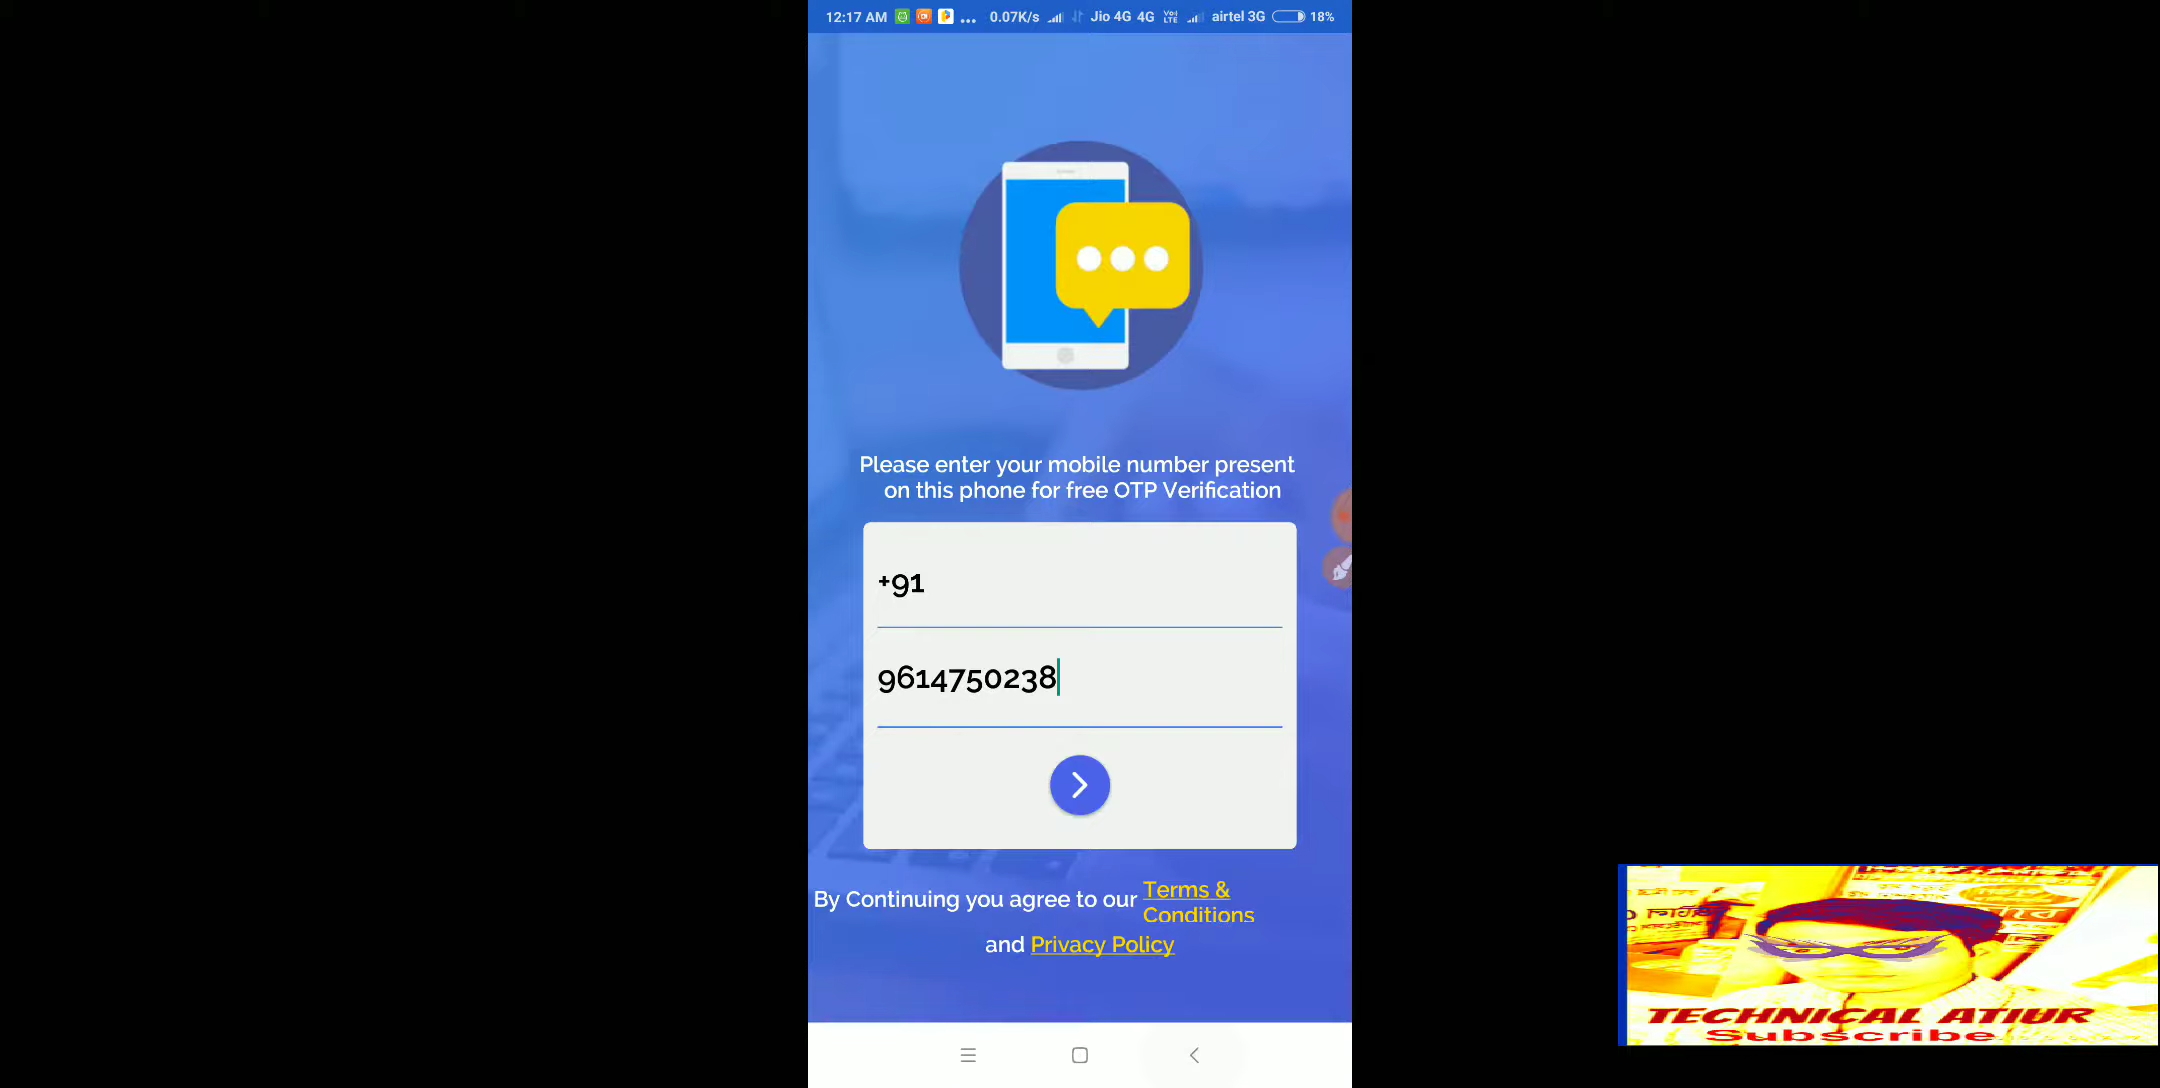 12:17 AM ... 0.07K/s Jio 4G 4G VoLTE airtel 3G 18%
Please enter your mobile number present
on this phone for free OTP Verification
+91
9614750238
By Continuing you agree to our Terms &
Conditions
and Privacy Policy
TECHNICAL ATIUR
Subscribe